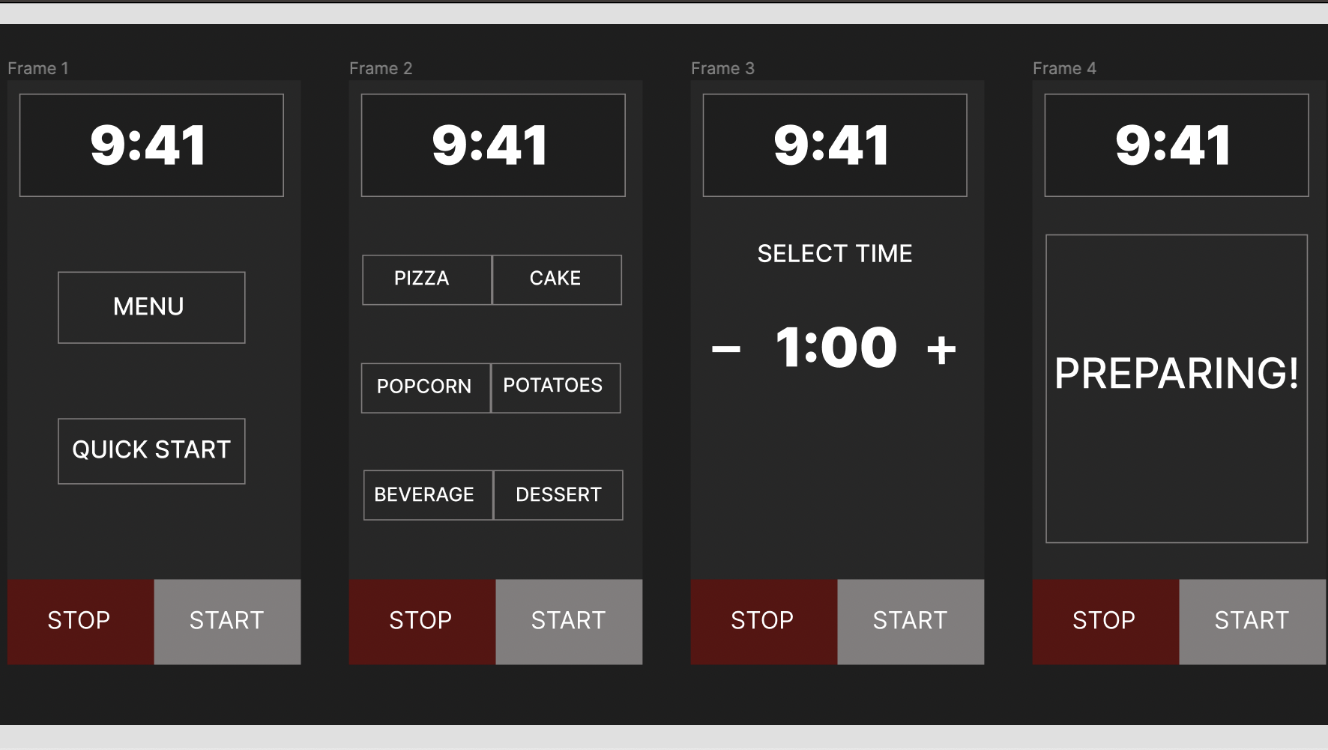 Frame 1
9:41
MENU
QUICK START
STOP START
Frame 2
9:41
PIZZA CAKE
POPCORN POTATOES
BEVERAGE DESSERT
STOP START
Frame 3
9:41
SELECT TIME
– 1:00 +
STOP START
Frame 4
9:41
PREPARING!
STOP START